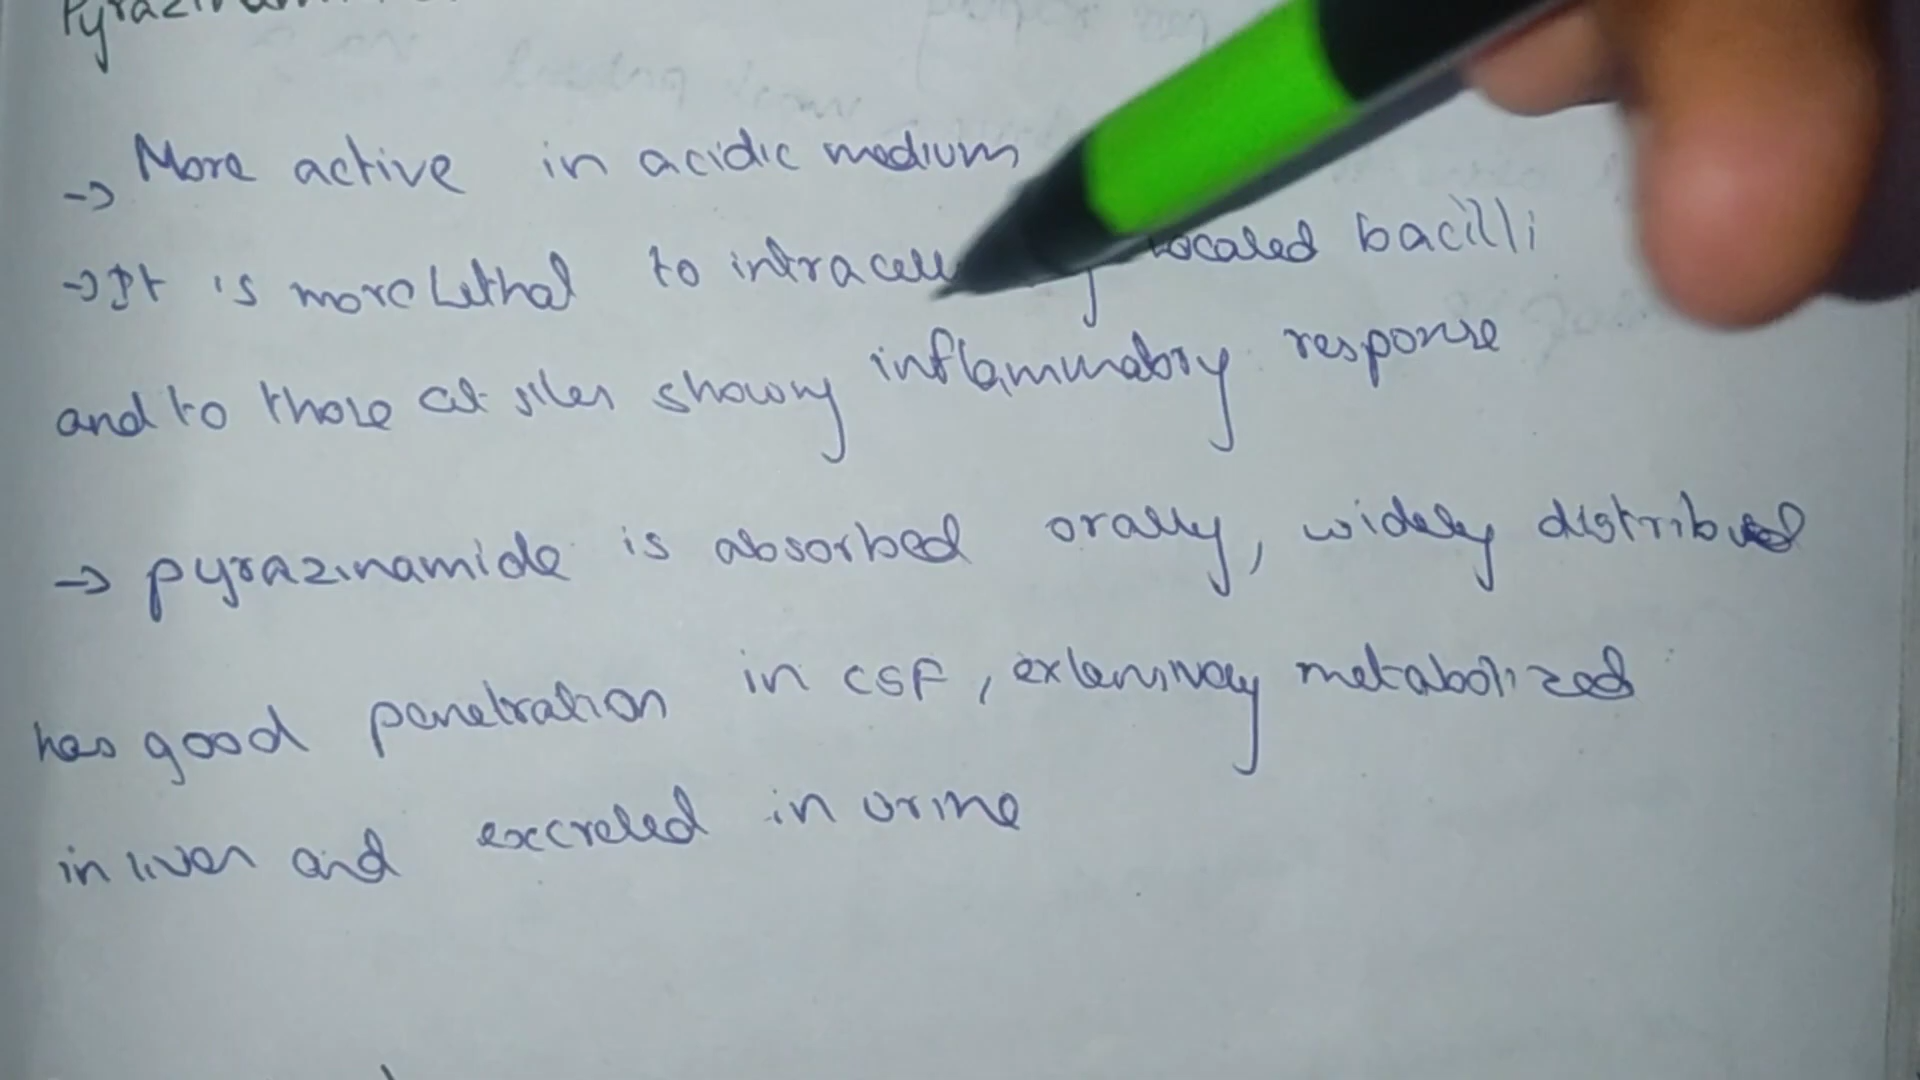 → More active in acidic medium
→ It is more Lethal to located bacilli
and to those at sites showing inflammatory response
→ pyrazinamide is absorbed orally, widely distributed
has good penetration in CSF, extensively metabolized
in liver and excreted in urine